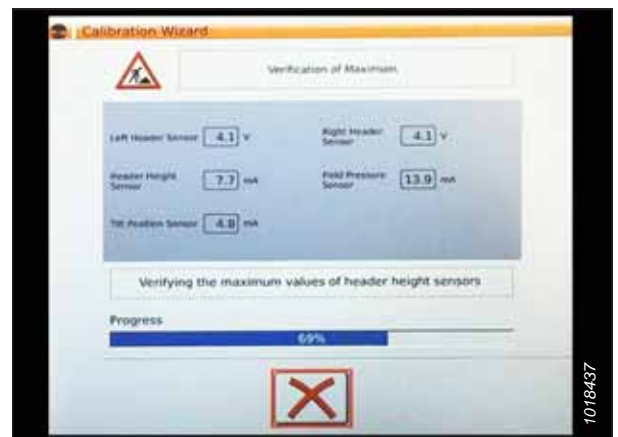 Calibration Wizard
Verification of Maximum
Left Header Sensor 4.1 V
Right Header Sensor 4.1 V
Header Height Sensor 7.7 mA
Field Pressure Sensor 13.9 mA
Tilt Position Sensor 4.8 mA
Verifying the maximum values of header height sensors
Progress
69%
1018437